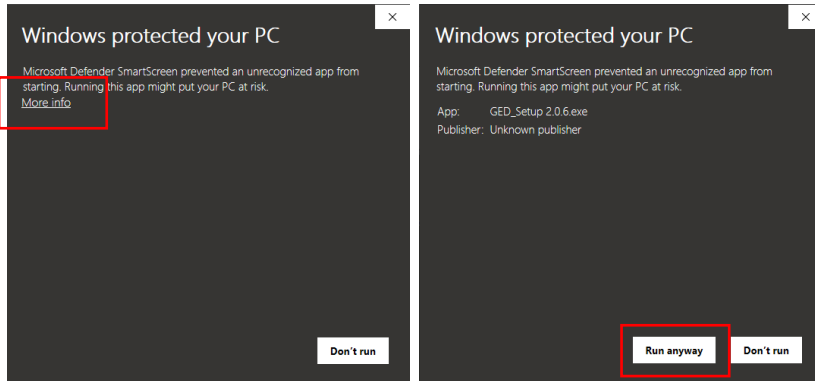 Windows protected your PC
Microsoft Defender SmartScreen prevented an unrecognized app from
starting. Running this app might put your PC at risk.
More info
Don't run
Windows protected your PC
Microsoft Defender SmartScreen prevented an unrecognized app from
starting. Running this app might put your PC at risk.
App: GED_Setup 2.0.6.exe
Publisher: Unknown publisher
Run anyway Don't run